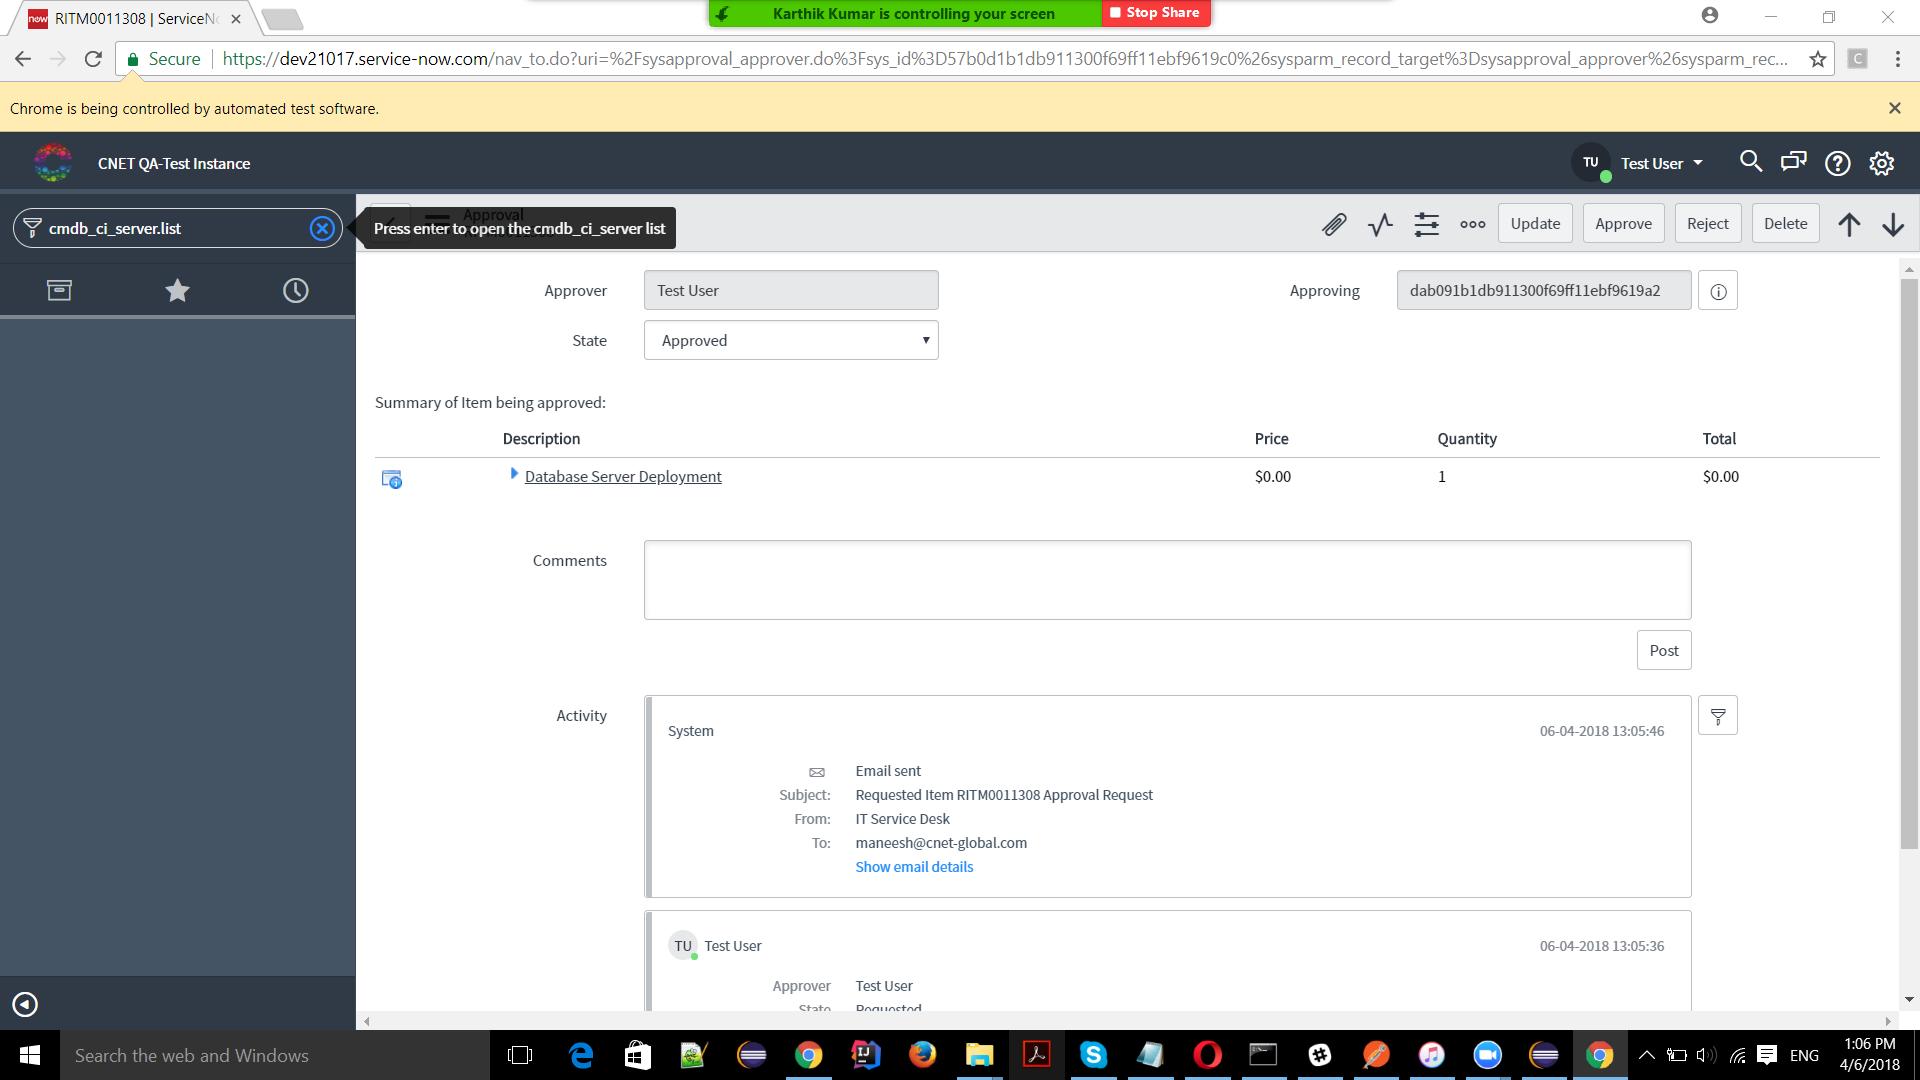 now RITM0011308 | ServiceN
Karthik Kumar is controlling your screen
Stop Share
Secure
https://dev21017.service-now.com/nav_to.do?uri=%2Fsysapproval_approver.do%3Fsys_id%3D57b0d1b1db911300f69ff11ebf9619c0%26sysparm_record_target%3Dsysapproval_approver%26sysparm_rec...
C
Chrome is being controlled by automated test software.
CNET QA-Test Instance
TU Test User
cmdb_ci_server.list
Approval
Press enter to open the cmdb_ci_server list
Update
Approve
Reject
Delete
Approver Test User
Approving dab091b1db911300f69ff11ebf9619a2
State Approved
Summary of Item being approved:
Description Price Quantity Total
Database Server Deployment $0.00 1 $0.00
Comments
Post
Activity
System 06-04-2018 13:05:46
Email sent
Subject: Requested Item RITM0011308 Approval Request
From: IT Service Desk
To: maneesh@cnet-global.com
Show email details
TU Test User 06-04-2018 13:05:36
Approver Test User
State Requested
Search the web and Windows
ENG
1:06 PM
4/6/2018